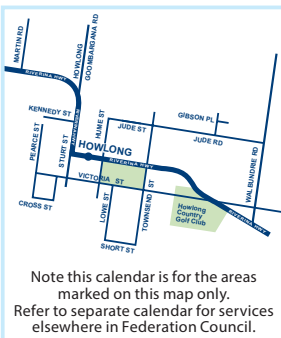 MARTIN RD
HOWLONG
GOOMBARGANA RD
RIVERINA HWY
KENNEDY ST
HUME ST
GIBSON PL
JUDE ST
JUDE RD
PEARCE ST
STURT ST
HOWLONG
RIVERINA HWY
WALBUNDRIE RD
VICTORIA ST
CROSS ST
LOWE ST
TOWNSEND ST
SHORT ST
Howlong
Country
Golf Club
RIVERINA HWY
Note this calendar is for the areas
marked on this map only.
Refer to separate calendar for services
elsewhere in Federation Council.